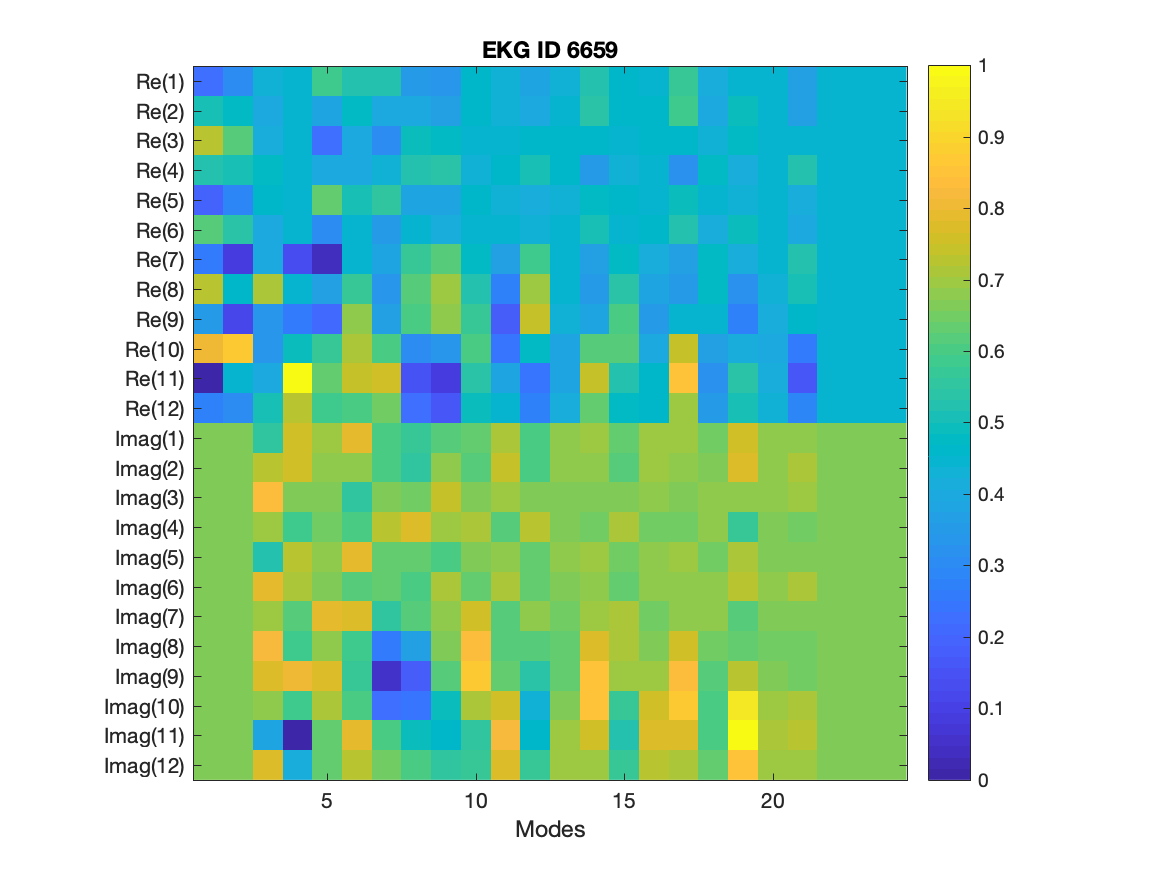 EKG ID 6659
Re(1)
Re(2)
Re(3)
Re(4)
Re(5)
Re(6)
Re(7)
Re(8)
Re(9)
Re(10)
Re(11)
Re(12)
Imag(1)
Imag(2)
Imag(3)
Imag(4)
Imag(5)
Imag(6)
Imag(7)
Imag(8)
Imag(9)
Imag(10)
Imag(11)
Imag(12)
5 10 15 20
Modes
1
0.9
0.8
0.7
0.6
0.5
0.4
0.3
0.2
0.1
0